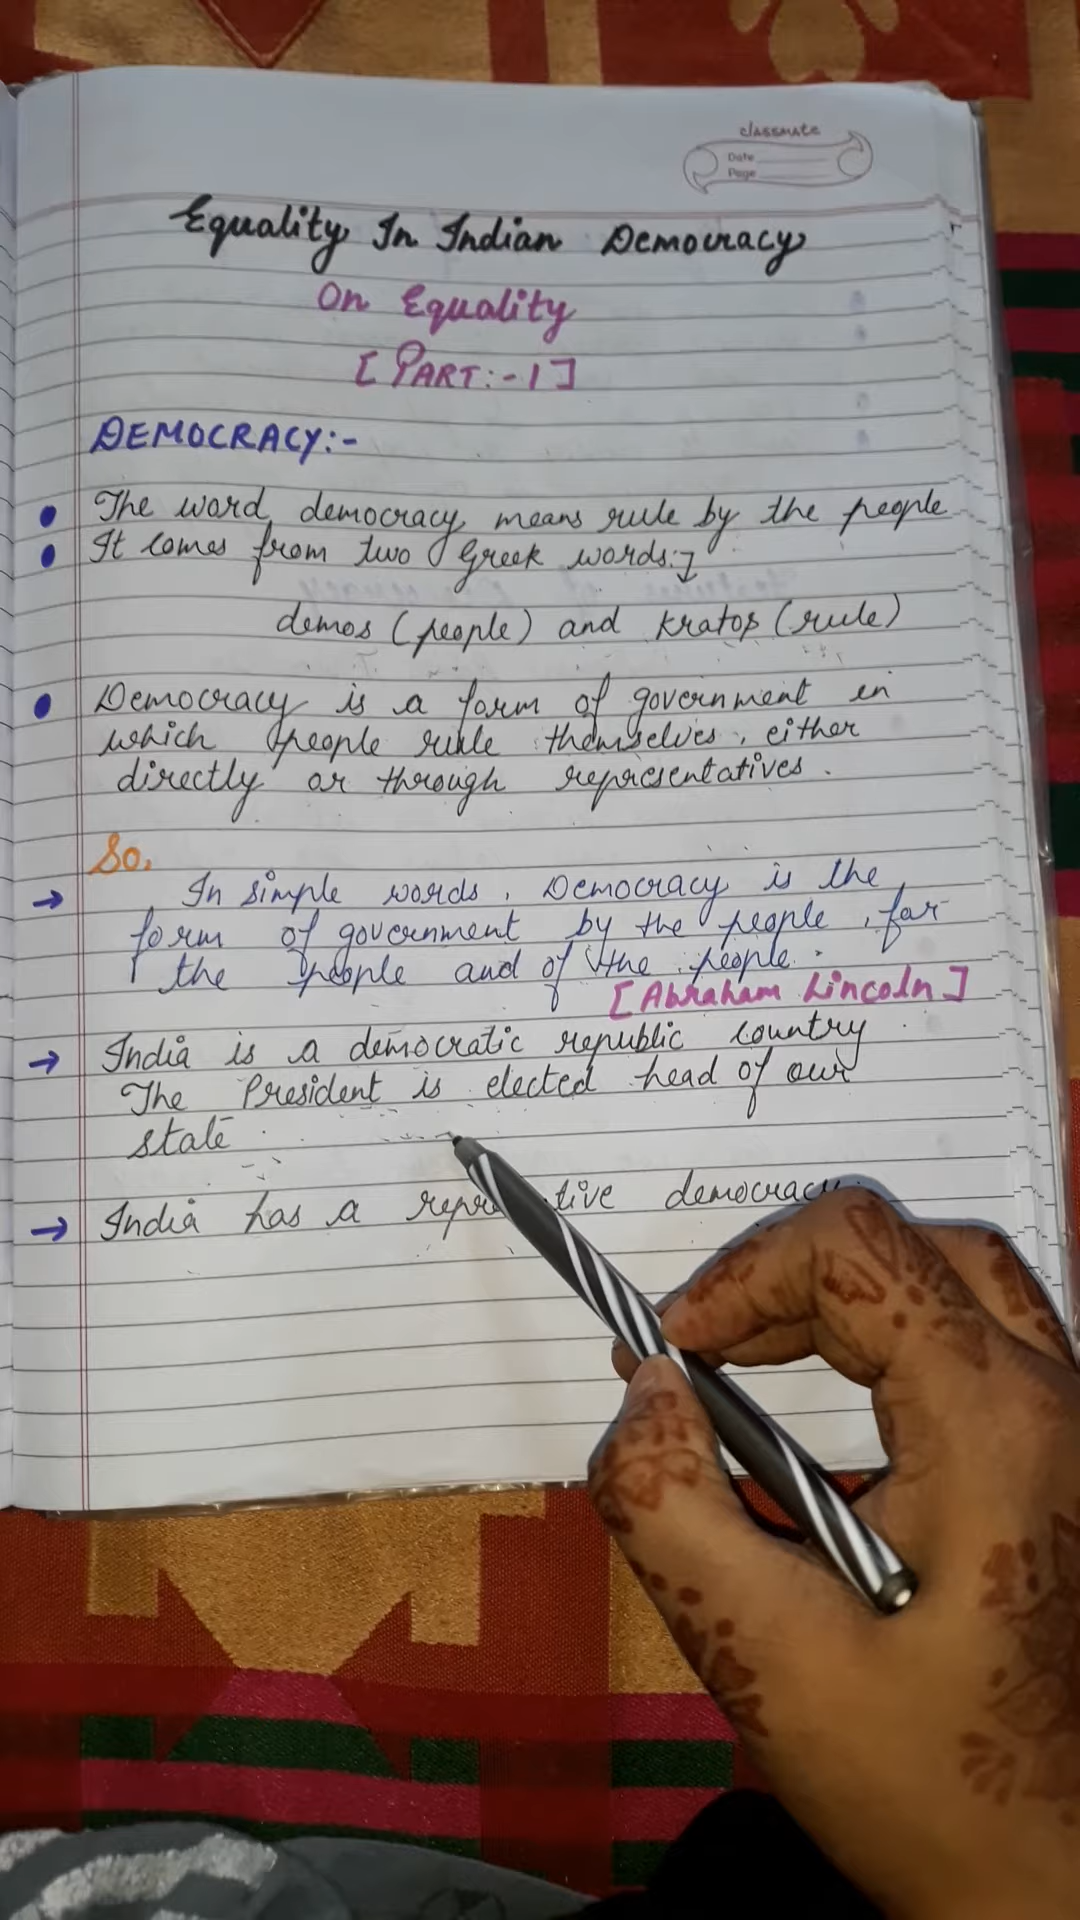 classmate
Date
Page
Equality In Indian Democracy
On Equality
[PART:-1]
DEMOCRACY:-
The word democracy means rule by the people
It comes from two Greek words:-
demos (people) and kratos (rule)
Democracy is a form of government in
which people rule themselves, either
directly or through representatives.
So,
→ In simple words, Democracy is the
form of government by the people, for
the people and of the people.
[Abraham Lincoln]
→ India is a democratic republic country
The President is elected head of our
state
→ India has a democracy